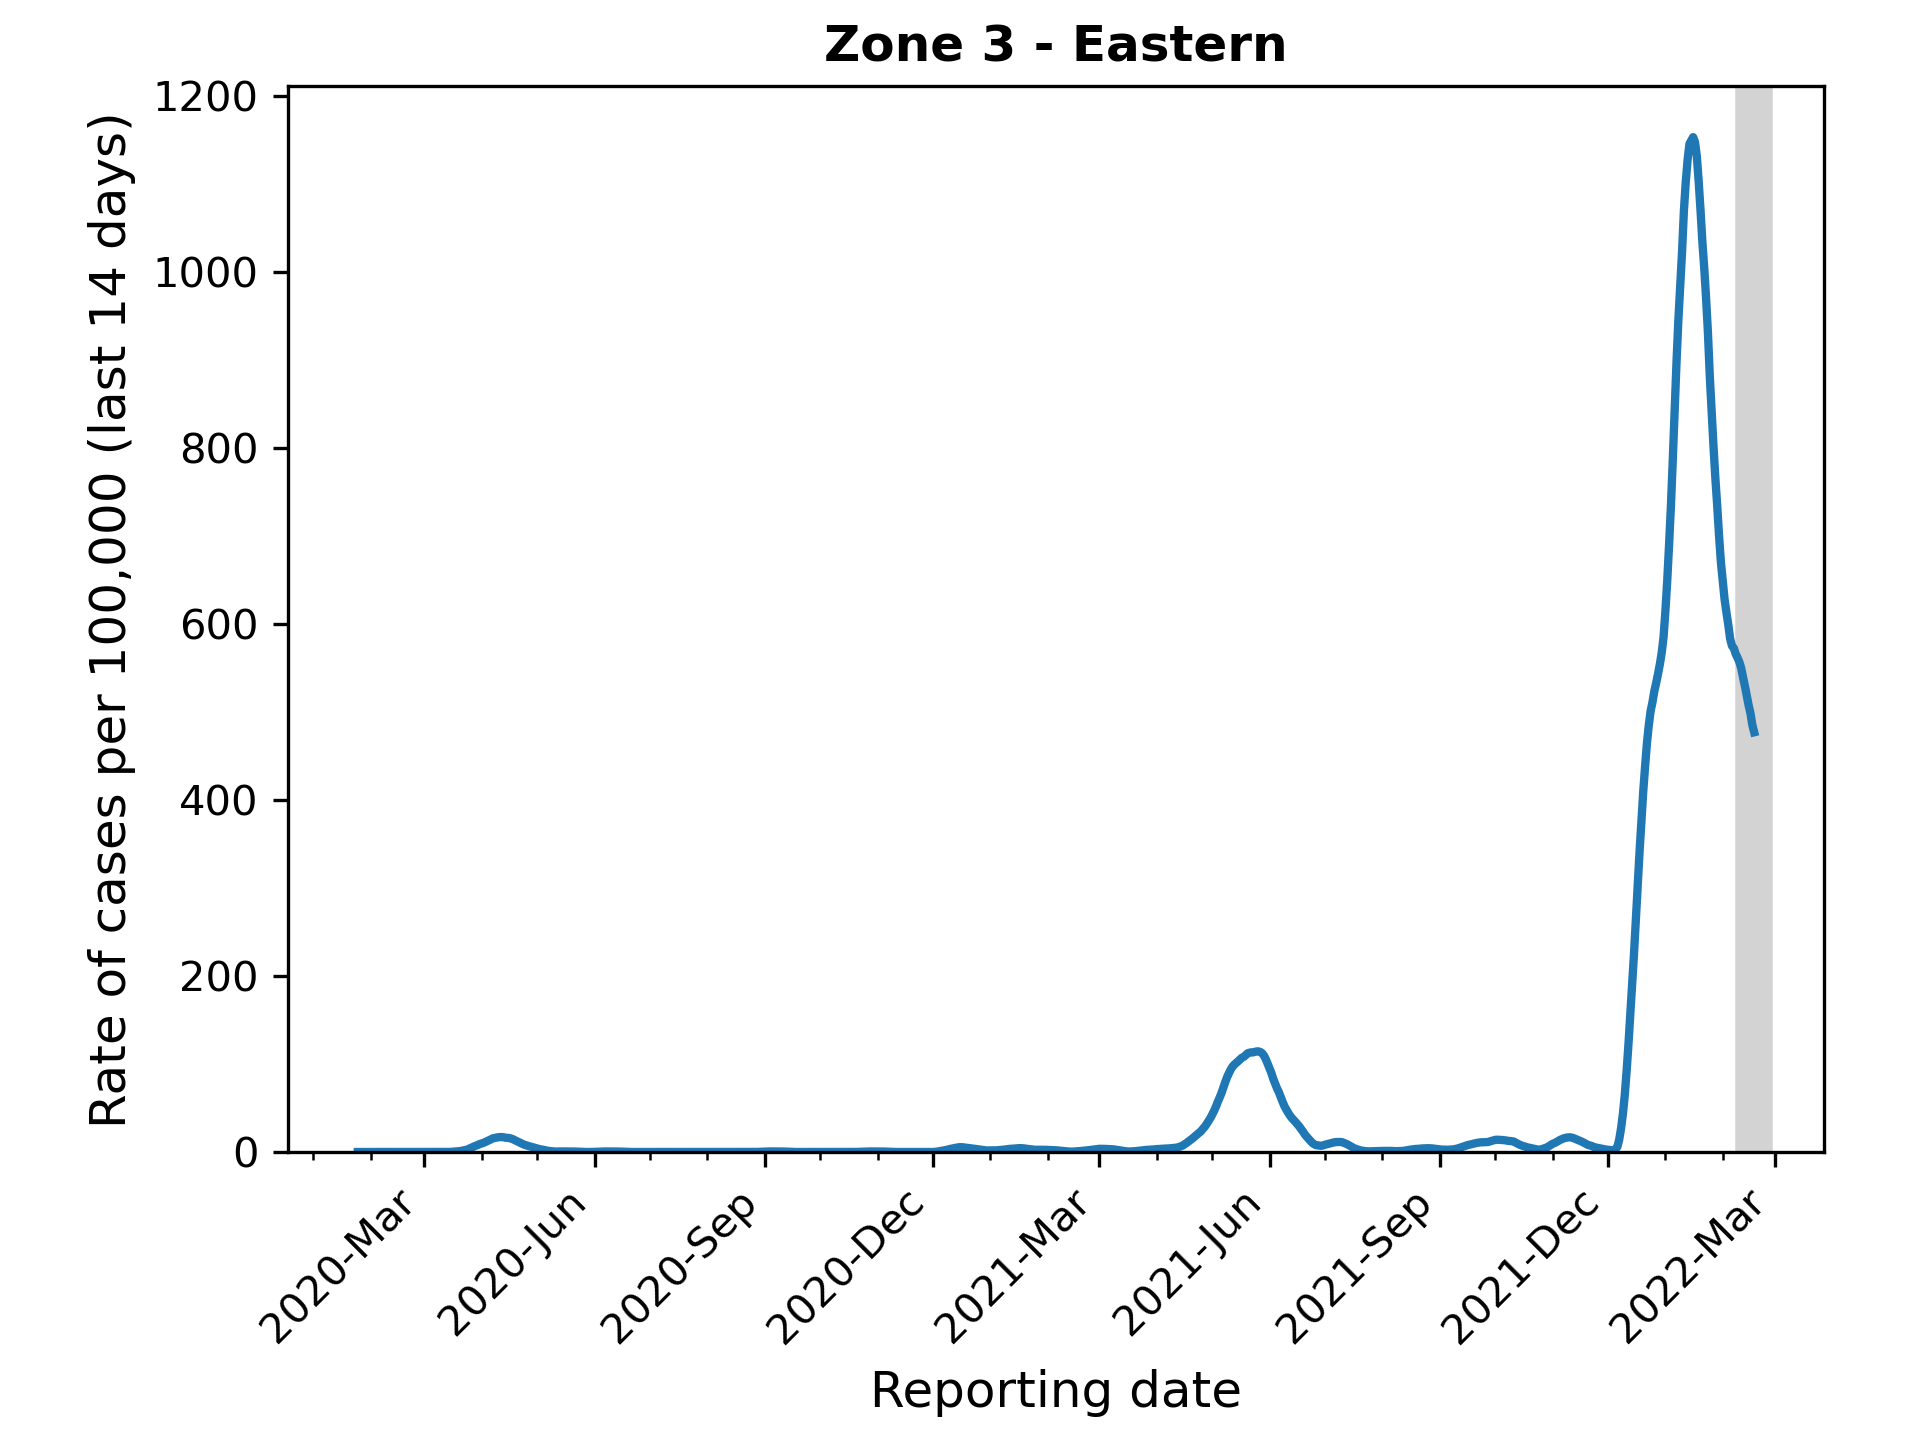 Zone 3 - Eastern
Rate of cases per 100,000 (last 14 days)
1200
1000
800
600
400
200
0
2020-Mar
2020-Jun
2020-Sep
2020-Dec
2021-Mar
2021-Jun
2021-Sep
2021-Dec
2022-Mar
Reporting date